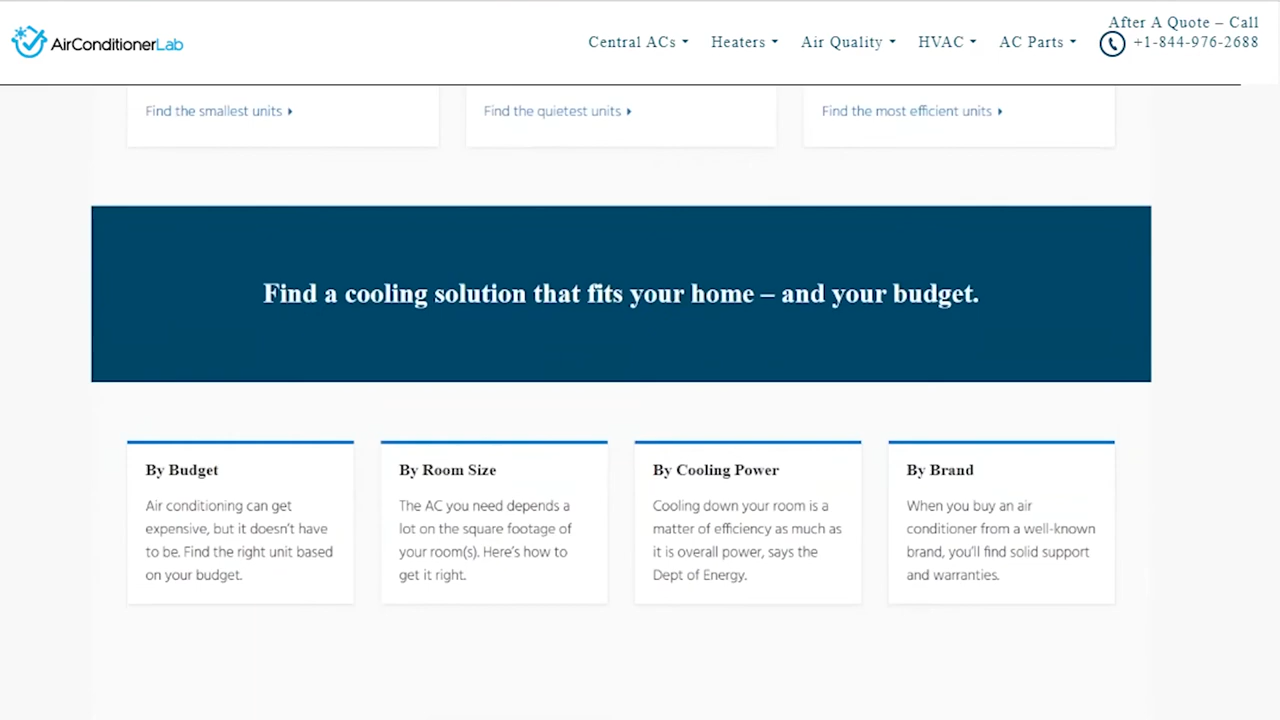 AirConditionerLab
Central ACs
Heaters
Air Quality
HVAC
AC Parts
After A Quote – Call
+1-844-976-2688
Find the smallest units
Find the quietest units
Find the most efficient units
Find a cooling solution that fits your home – and your budget.
By Budget
Air conditioning can get
expensive, but it doesn't have
to be. Find the right unit based
on your budget.
By Room Size
The AC you need depends a
lot on the square footage of
your room(s). Here's how to
get it right.
By Cooling Power
Cooling down your room is a
matter of efficiency as much as
it is overall power, says the
Dept of Energy.
By Brand
When you buy an air
conditioner from a well-known
brand, you'll find solid support
and warranties.